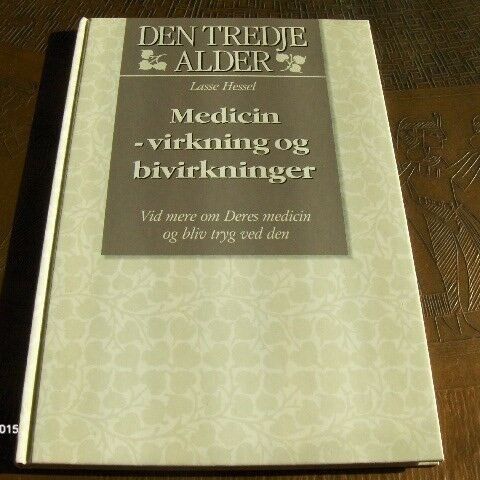 DEN TREDJE
ALDER
Lasse Hessel
Medicin
- virkning og
bivirkninger
Vid mere om Deres medicin
og bliv tryg ved den
015